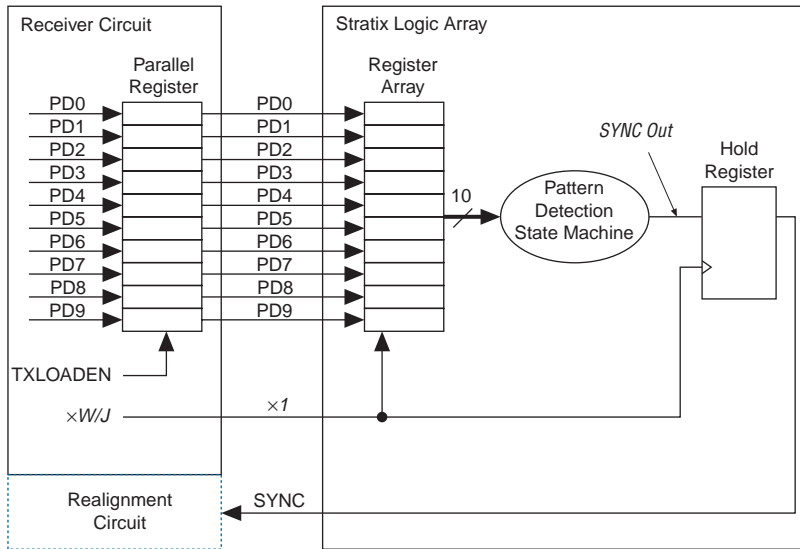 Receiver Circuit
Stratix Logic Array
Parallel
Register
Register
Array
PD0
PD1
PD2
PD3
PD4
PD5
PD6
PD7
PD8
PD9
PD0
PD1
PD2
PD3
PD4
PD5
PD6
PD7
PD8
PD9
10
Pattern
Detection
State Machine
SYNC Out
Hold
Register
TXLOADEN
×W/J
×1
Realignment
Circuit
SYNC